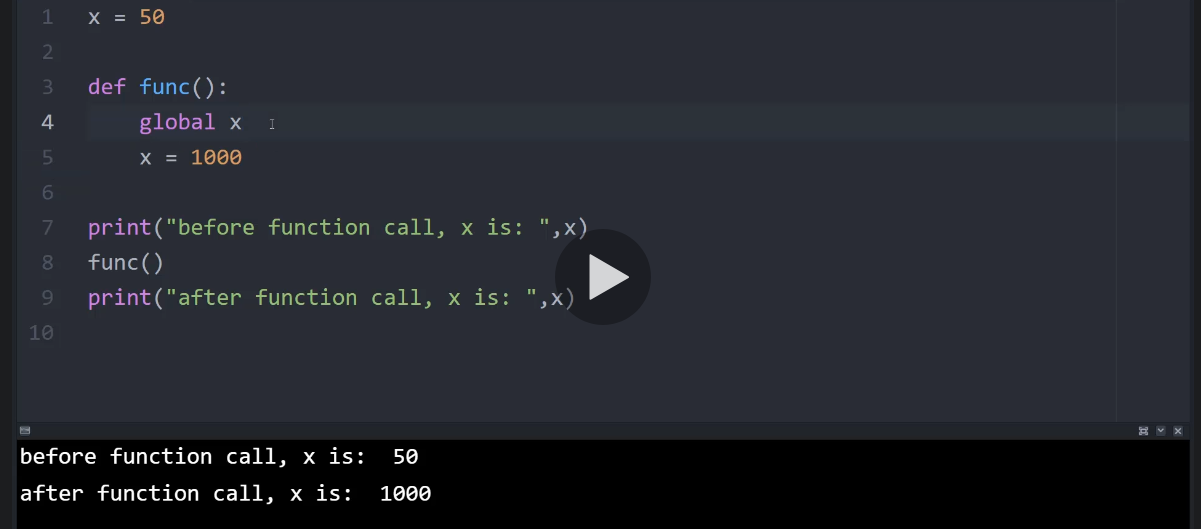 1 x = 50
2
3 def func():
4     global x
5     x = 1000
6
7 print("before function call, x is: ",x)
8 func()
9 print("after function call, x is: ",x)
10
before function call, x is:  50
after function call, x is:  1000